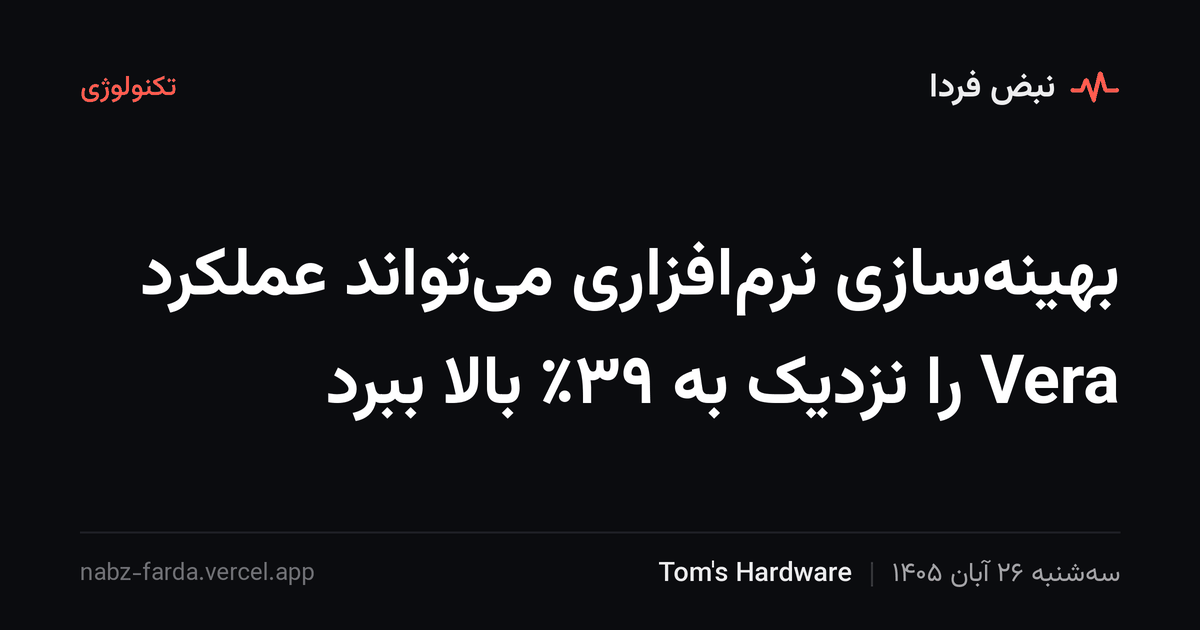 نبض فردا
تکنولوژی
بهینه‌سازی نرم‌افزاری می‌تواند عملکرد
Vera را نزدیک به ۳۹٪ بالا ببرد
سه‌شنبه ۲۶ آبان ۱۴۰۵ | Tom's Hardware
nabz-farda.vercel.app